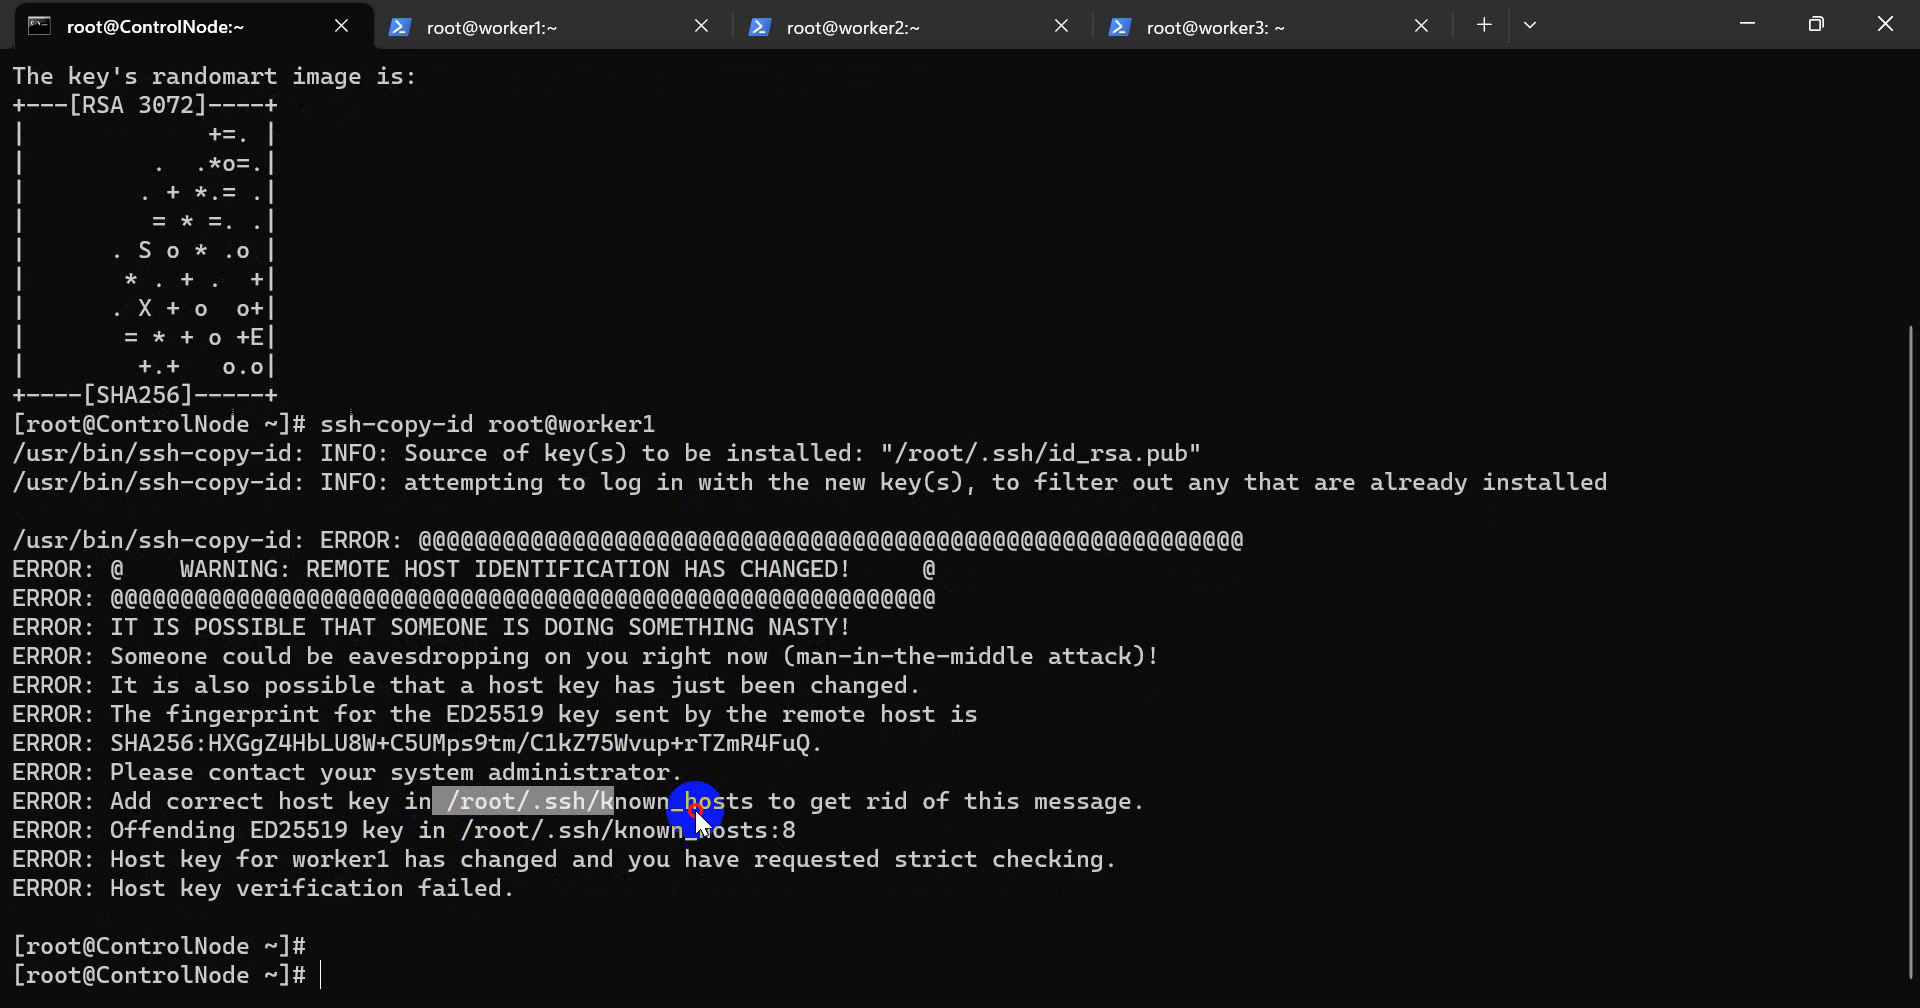 root@ControlNode:~
root@worker1:~
root@worker2:~
root@worker3: ~
The key's randomart image is:
+---[RSA 3072]----+
|             +=. |
|         .  .*o=.|
|        . + *.= .|
|         = * =. .|
|      . S o * .o |
|       * . + .  +|
|      . X + o  o+|
|       = * + o +E|
|        +.+   o.o|
+----[SHA256]-----+
[root@ControlNode ~]# ssh-copy-id root@worker1
/usr/bin/ssh-copy-id: INFO: Source of key(s) to be installed: "/root/.ssh/id_rsa.pub"
/usr/bin/ssh-copy-id: INFO: attempting to log in with the new key(s), to filter out any that are already installed
/usr/bin/ssh-copy-id: ERROR: @@@@@@@@@@@@@@@@@@@@@@@@@@@@@@@@@@@@@@@@@@@@@@@@@@@@@@@@@@@
ERROR: @    WARNING: REMOTE HOST IDENTIFICATION HAS CHANGED!     @
ERROR: @@@@@@@@@@@@@@@@@@@@@@@@@@@@@@@@@@@@@@@@@@@@@@@@@@@@@@@@@@@
ERROR: IT IS POSSIBLE THAT SOMEONE IS DOING SOMETHING NASTY!
ERROR: Someone could be eavesdropping on you right now (man-in-the-middle attack)!
ERROR: It is also possible that a host key has just been changed.
ERROR: The fingerprint for the ED25519 key sent by the remote host is
ERROR: SHA256:HXGgZ4HbLU8W+C5UMps9tm/C1kZ75Wvup+rTZmR4FuQ.
ERROR: Please contact your system administrator.
ERROR: Add correct host key in /root/.ssh/known_hosts to get rid of this message.
ERROR: Offending ED25519 key in /root/.ssh/known_hosts:8
ERROR: Host key for worker1 has changed and you have requested strict checking.
ERROR: Host key verification failed.
[root@ControlNode ~]#
[root@ControlNode ~]#